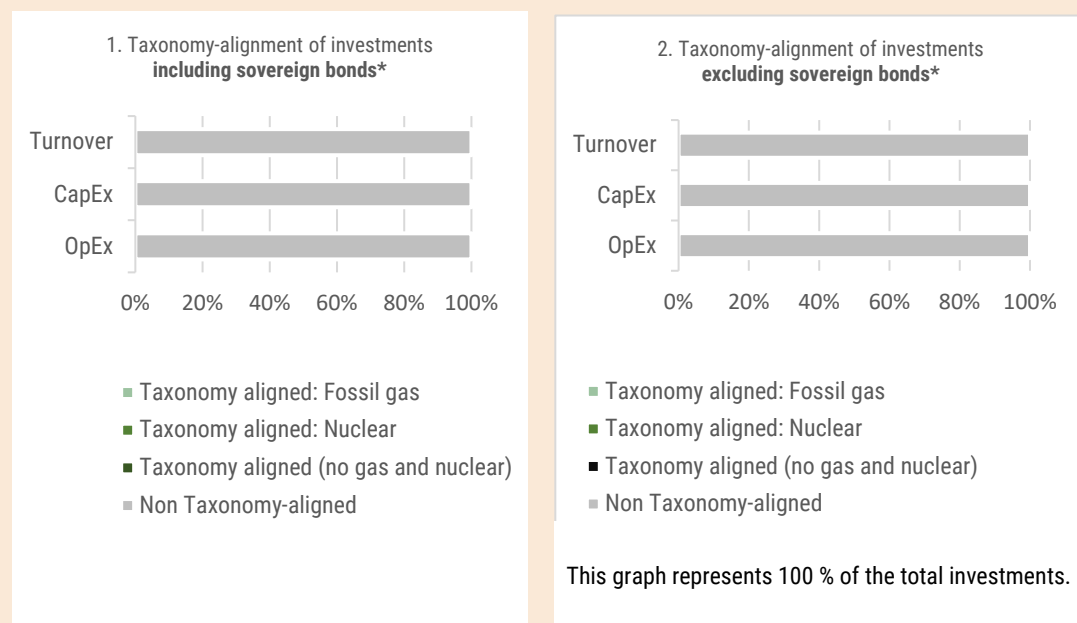 1. Taxonomy-alignment of investments
including sovereign bonds*
Turnover
CapEx
OpEx
0% 20% 40% 60% 80% 100%
Taxonomy aligned: Fossil gas
Taxonomy aligned: Nuclear
Taxonomy aligned (no gas and nuclear)
Non Taxonomy-aligned
2. Taxonomy-alignment of investments
excluding sovereign bonds*
Turnover
CapEx
OpEx
0% 20% 40% 60% 80% 100%
Taxonomy aligned: Fossil gas
Taxonomy aligned: Nuclear
Taxonomy aligned (no gas and nuclear)
Non Taxonomy-aligned
This graph represents 100 % of the total investments.